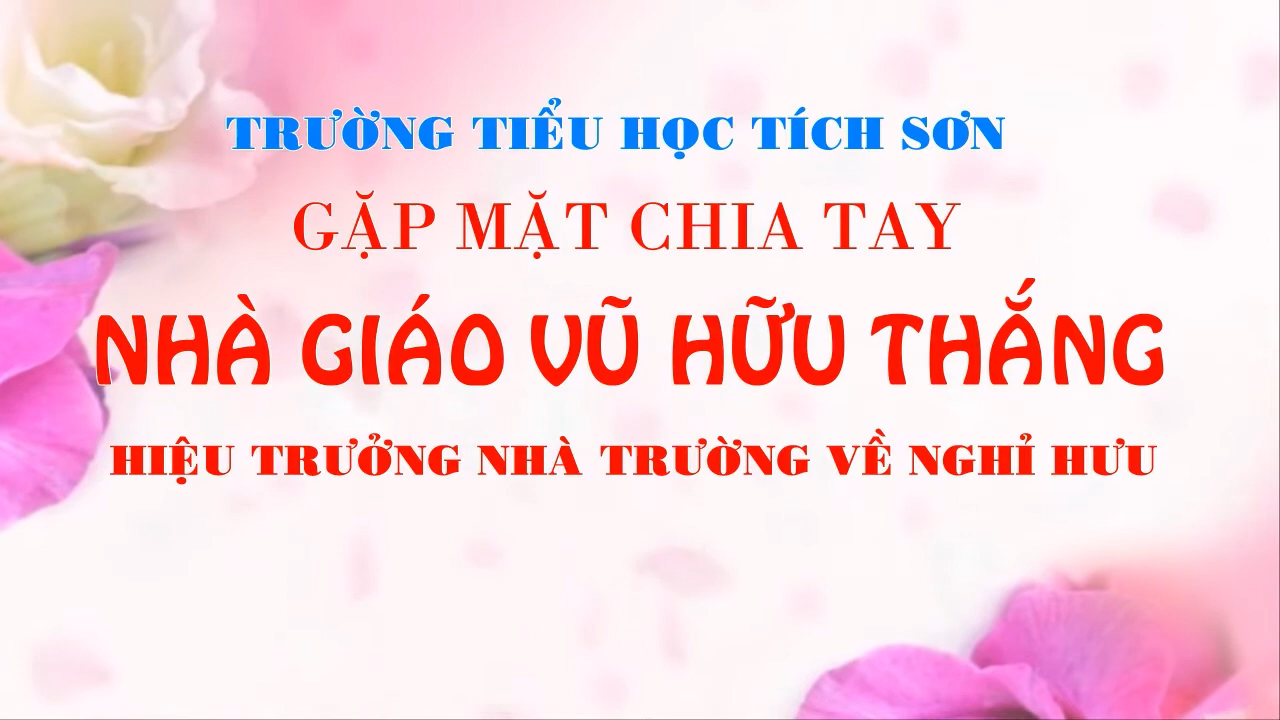 TRƯỜNG TIỂU HỌC TÍCH SƠN
GẶP MẶT CHIA TAY
NHÀ GIÁO VŨ HỮU THẮNG
HIỆU TRƯỞNG NHÀ TRƯỜNG VỀ NGHỈ HƯU